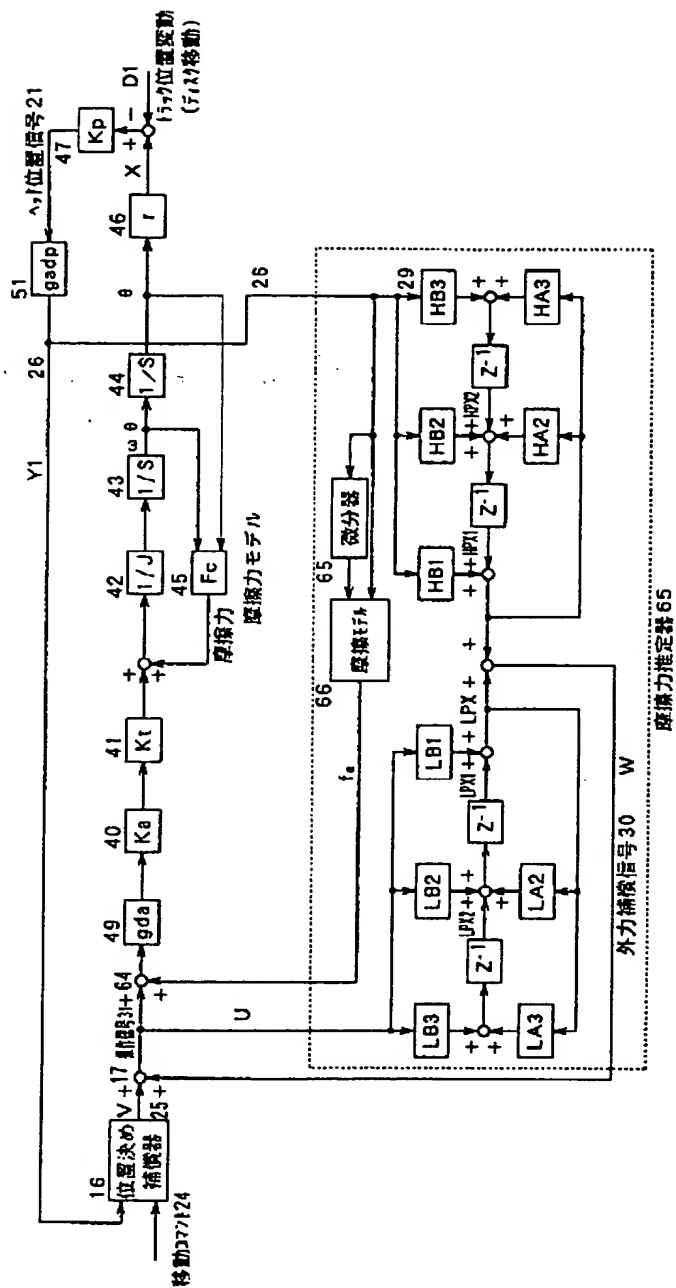 移動コマンド24
16
位置決め
補償器
V
+
17
25
+
操作信号31
+
64
+
U
49
gda
40
Ka
41
Kt
+
+
42
1/J
43
1/S
ω
θ
44
1/S
θ
45
Fc
摩擦力
摩擦力モデル
46
r
X
+
−
D1
トラック位置変動
(ディスク移動)
47
Kp
ヘッド位置信号21
51
gadp
26
Y1
26
29
65
微分器
66
摩擦モデル
HB1
HB2
HB3
HPX1
+
+
Z-1
HPX2
+
+
+
Z-1
+
+
HA2
HA3
LB3
LB2
LB1
+
+
Z-1
LPX2
+
+
+
Z-1
LPX1
+
+
LPX
+
+
LA3
LA2
W
外力補償信号30
摩擦力推定器65